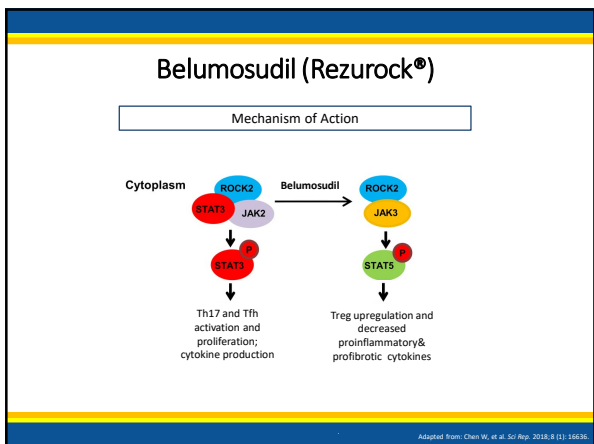 Belumosudil (Rezurock®)
Mechanism of Action
Cytoplasm
ROCK2
STAT3
JAK2
Belumosudil
ROCK2
JAK3
P
STAT3
P
STAT5
Th17 and Tfh
activation and
proliferation;
cytokine production
Treg upregulation and
decreased
proinflammatory&
profibrotic cytokines
Adapted from: Chen W, et al. Sci Rep. 2018;8 (1): 16636.